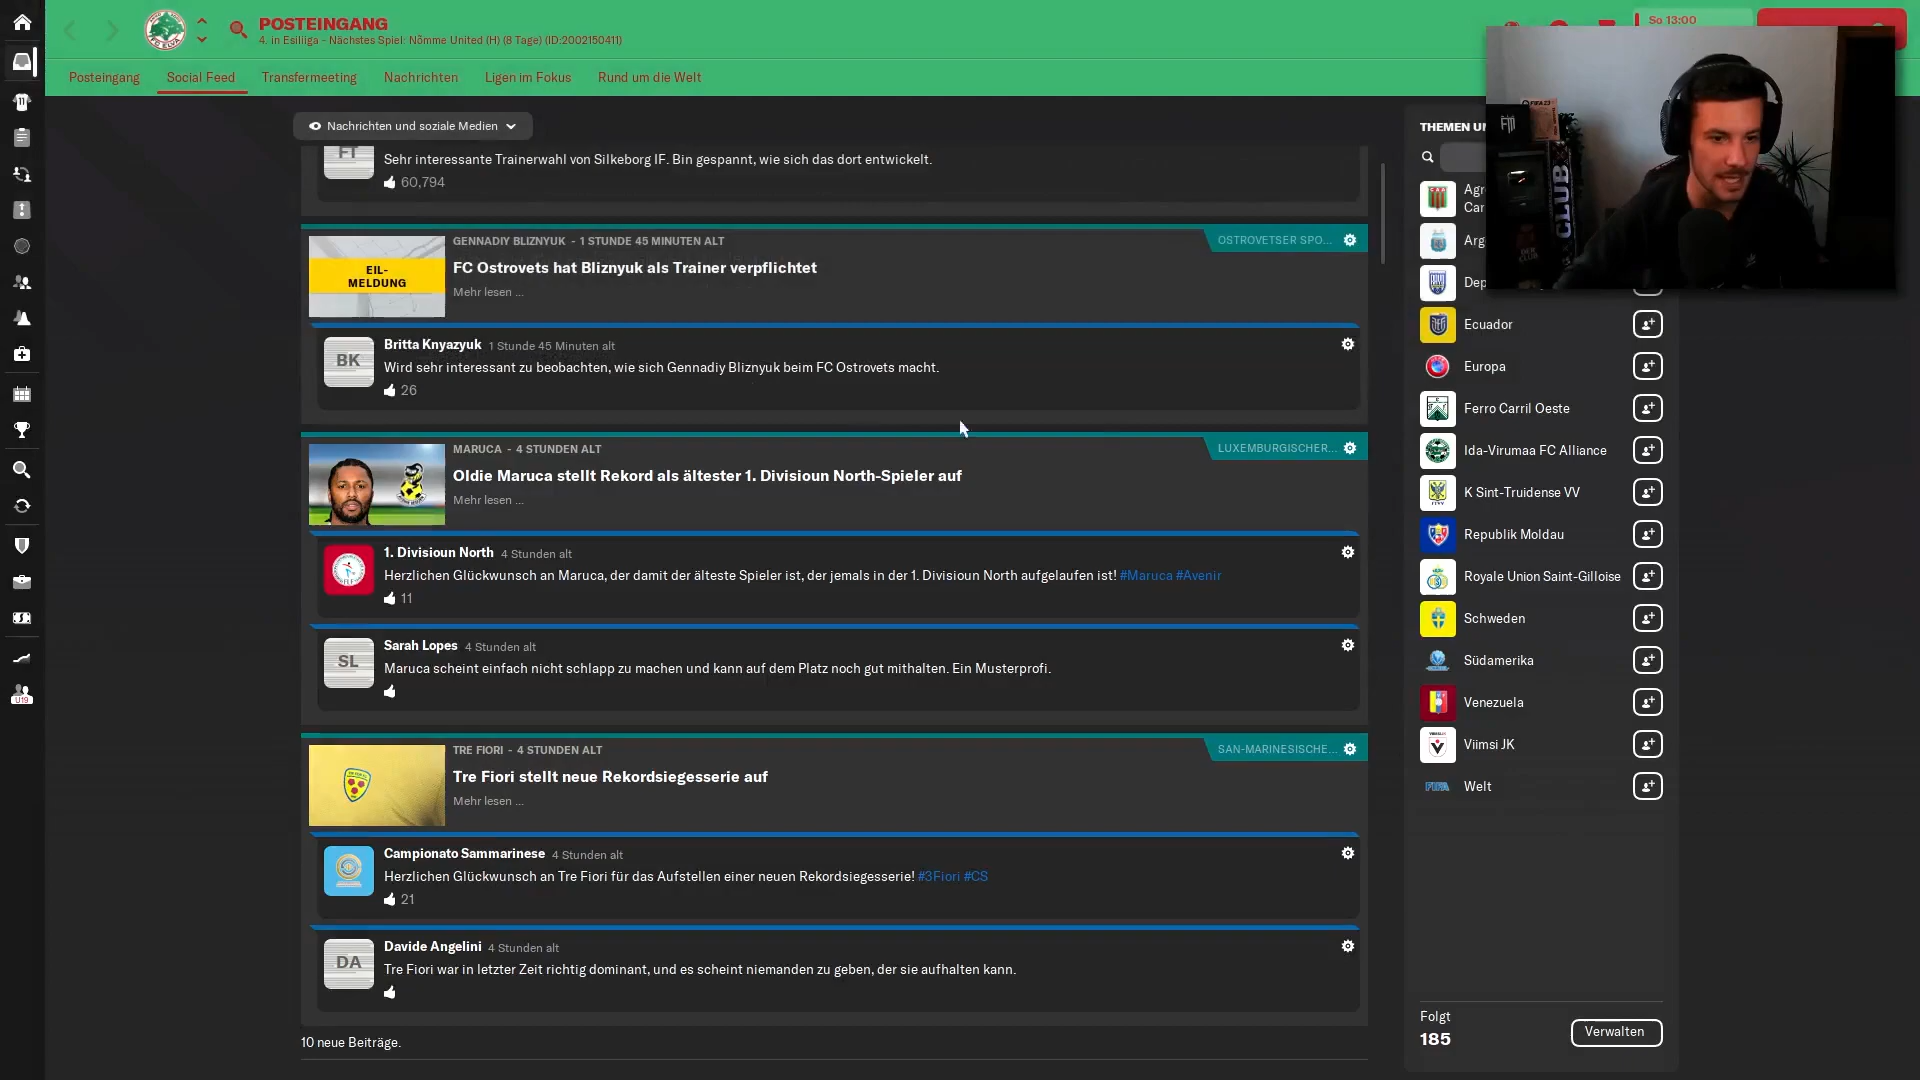 POSTEINGANG
4. in Esiliiga - Nächstes Spiel: Nõmme United (H) (8 Tage) (ID:2002150411)
So 13:00
Posteingang
Social Feed
Transfermeeting
Nachrichten
Ligen im Fokus
Rund um die Welt
Nachrichten und soziale Medien
FT
Sehr interessante Trainerwahl von Silkeborg IF. Bin gespannt, wie sich das dort entwickelt.
60,794
GENNADIY BLIZNYUK - 1 STUNDE 45 MINUTEN ALT
OSTROVETSER SPO...
EIL-
MELDUNG
FC Ostrovets hat Bliznyuk als Trainer verpflichtet
Mehr lesen ...
BK
Britta Knyazyuk 1 Stunde 45 Minuten alt
Wird sehr interessant zu beobachten, wie sich Gennadiy Bliznyuk beim FC Ostrovets macht.
26
MARUCA - 4 STUNDEN ALT
LUXEMBURGISCHER...
Oldie Maruca stellt Rekord als ältester 1. Divisioun North-Spieler auf
Mehr lesen ...
1. Divisioun North 4 Stunden alt
Herzlichen Glückwunsch an Maruca, der damit der älteste Spieler ist, der jemals in der 1. Divisioun North aufgelaufen ist! #Maruca #Avenir
11
SL
Sarah Lopes 4 Stunden alt
Maruca scheint einfach nicht schlapp zu machen und kann auf dem Platz noch gut mithalten. Ein Musterprofi.
TRE FIORI - 4 STUNDEN ALT
SAN-MARINESISCHE...
Tre Fiori stellt neue Rekordsiegesserie auf
Mehr lesen ...
Campionato Sammarinese 4 Stunden alt
Herzlichen Glückwunsch an Tre Fiori für das Aufstellen einer neuen Rekordsiegesserie! #3Fiori #CS
21
DA
Davide Angelini 4 Stunden alt
Tre Fiori war in letzter Zeit richtig dominant, und es scheint niemanden zu geben, der sie aufhalten kann.
10 neue Beiträge.
U19
THEMEN UN
Agr
Car
Arg
Dep
Ecuador
Europa
Ferro Carril Oeste
Ida-Virumaa FC Alliance
K Sint-Truidense VV
Republik Moldau
Royale Union Saint-Gilloise
Schweden
Südamerika
Venezuela
Viimsi JK
FIFA
Welt
Folgt
185
Verwalten
FIFA 23
CLUB